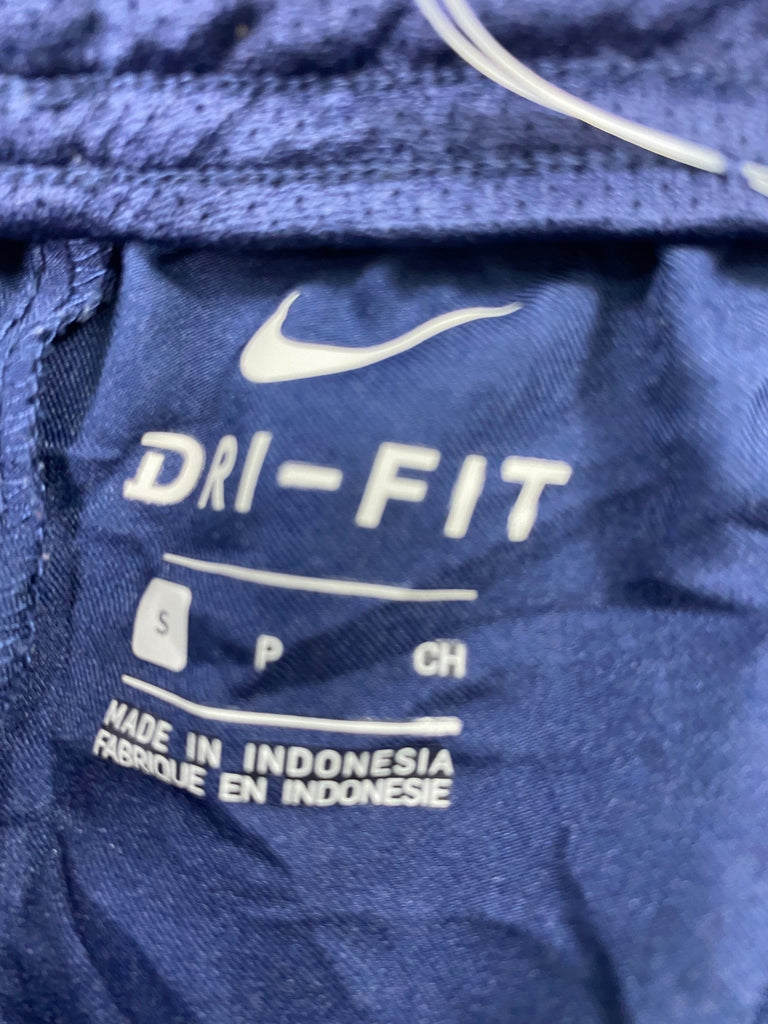 DRI-FIT
S P CH
MADE IN INDONESIA
FABRIQUE EN INDONESIE